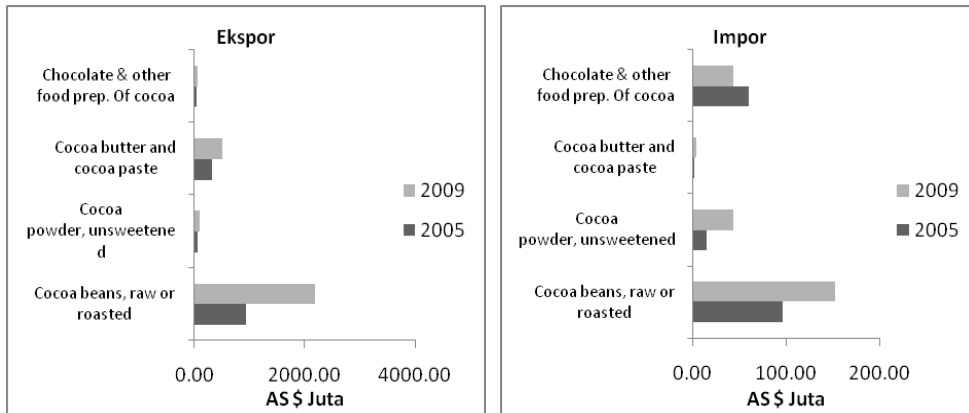 Ekspor
Chocolate & other
food prep. Of cocoa
Cocoa butter and
cocoa paste
Cocoa
powder, unsweetene
d
Cocoa beans, raw or
roasted
2009
2005
0.00 2000.00 4000.00
AS $ Juta
Impor
Chocolate & other
food prep. Of cocoa
Cocoa butter and
cocoa paste
Cocoa
powder, unsweetened
Cocoa beans, raw or
roasted
2009
2005
0.00 100.00 200.00
AS $ Juta